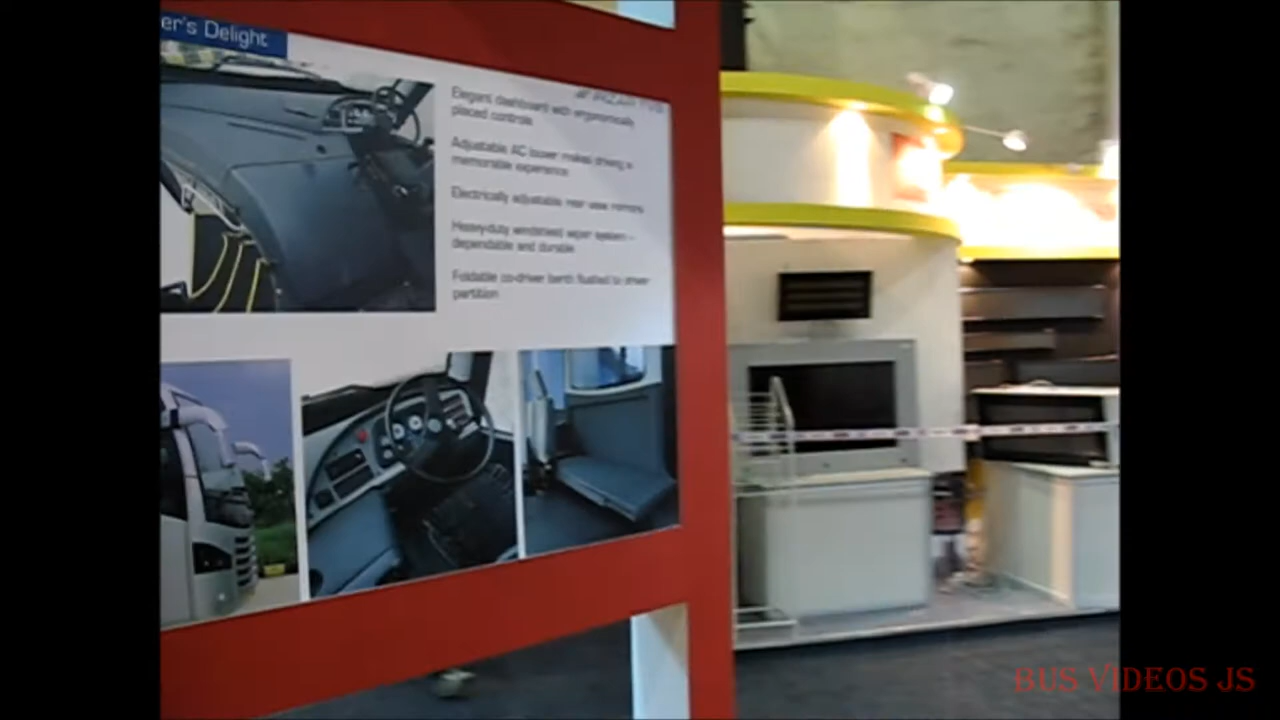 er's Delight
Elegant dashboard with ergonomically
placed controls
Adjustable AC louver makes driving a
memorable experience
Electrically adjustable rear view mirrors
Heavy-duty windshield wiper system –
dependable and durable
Foldable co-driver berth flushed to driver
partition
BUS VIDEOS JS